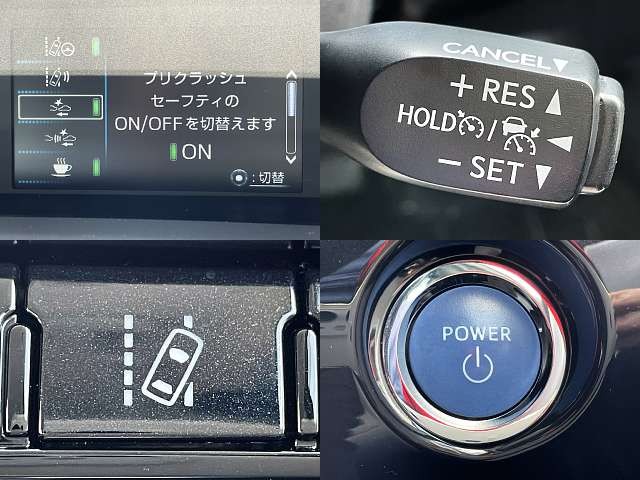 プリクラッシュ
セーフティの
ON/OFFを切替えます
ON
:切替
CANCEL▼
+ RES ▲
HOLD / ◀
− SET ▼
POWER